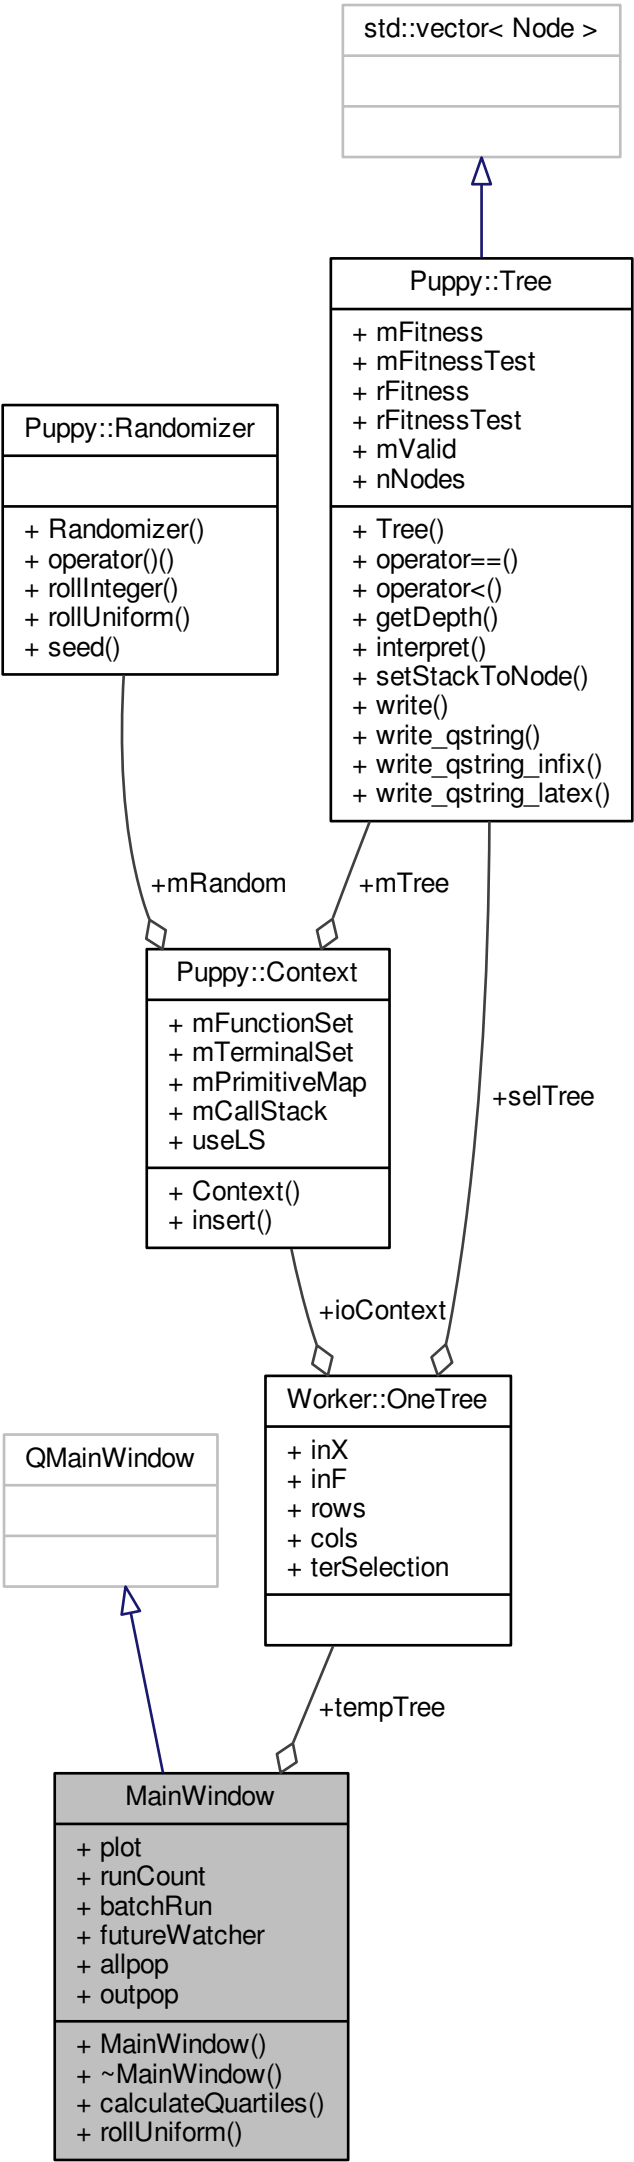 std::vector< Node >
Puppy::Tree
+ mFitness
+ mFitnessTest
+ rFitness
+ rFitnessTest
+ mValid
+ nNodes
+ Tree()
+ operator==()
+ operator<()
+ getDepth()
+ interpret()
+ setStackToNode()
+ write()
+ write_qstring()
+ write_qstring_infix()
+ write_qstring_latex()
Puppy::Randomizer
+ Randomizer()
+ operator()()
+ rollInteger()
+ rollUniform()
+ seed()
+mRandom
+mTree
Puppy::Context
+ mFunctionSet
+ mTerminalSet
+ mPrimitiveMap
+ mCallStack
+ useLS
+ Context()
+ insert()
+selTree
+ioContext
Worker::OneTree
+ inX
+ inF
+ rows
+ cols
+ terSelection
QMainWindow
+tempTree
MainWindow
+ plot
+ runCount
+ batchRun
+ futureWatcher
+ allpop
+ outpop
+ MainWindow()
+ ~MainWindow()
+ calculateQuartiles()
+ rollUniform()